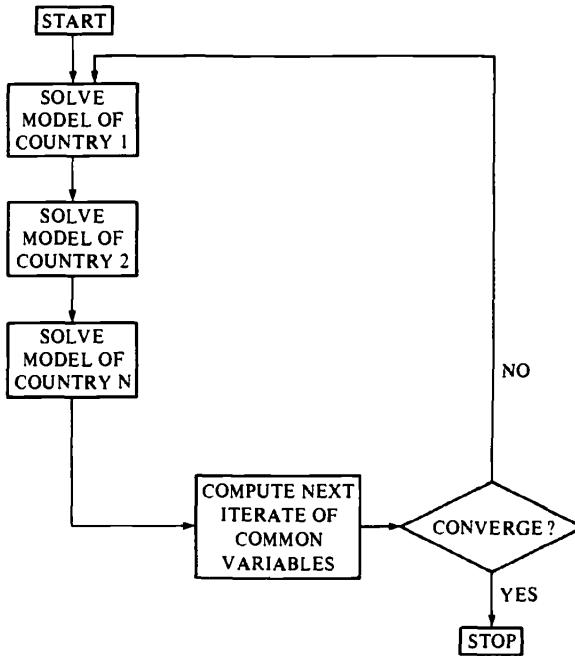 START
SOLVE
MODEL OF
COUNTRY 1
SOLVE
MODEL OF
COUNTRY 2
SOLVE
MODEL OF
COUNTRY N
NO
COMPUTE NEXT
ITERATE OF
COMMON
VARIABLES
CONVERGE?
YES
STOP